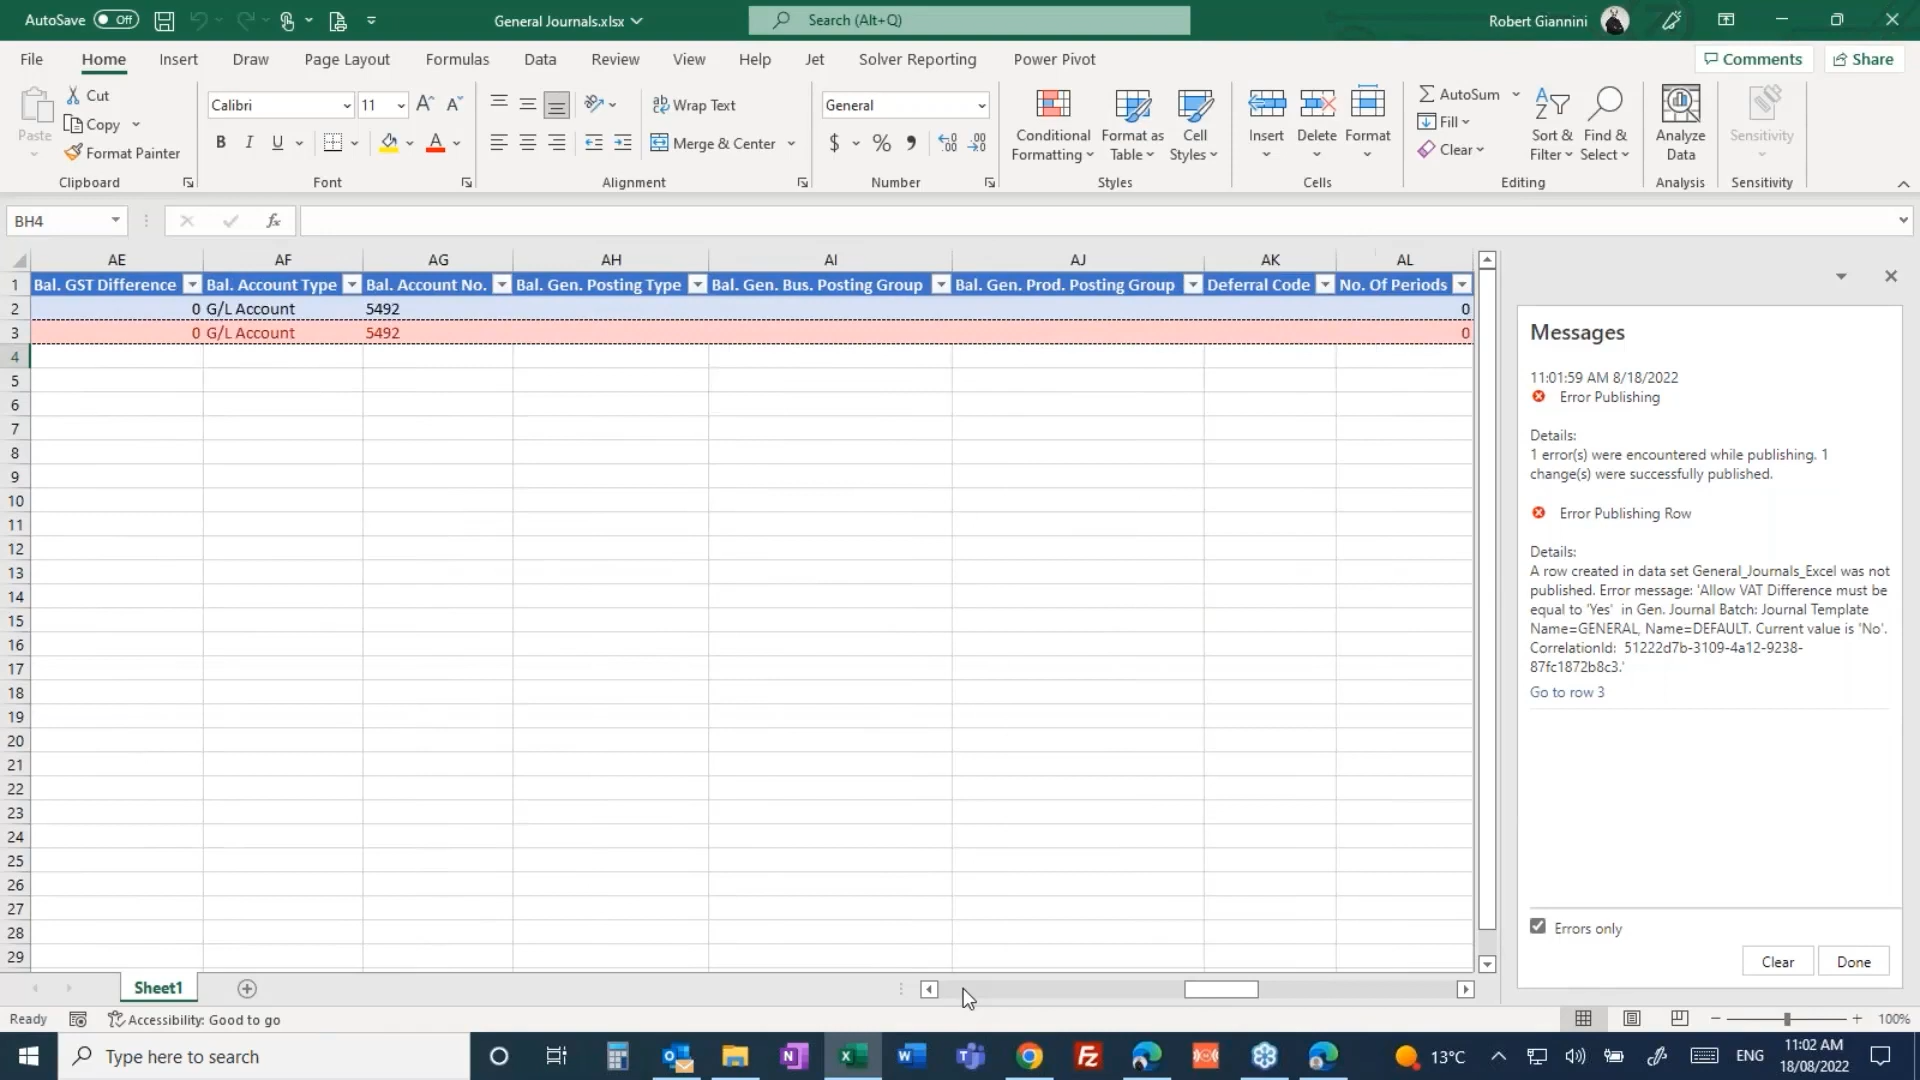 AutoSave Off General Journals.xlsx Search (Alt+Q) Robert Giannini
File Home Insert Draw Page Layout Formulas Data Review View Help Jet Solver Reporting Power Pivot Comments Share
Paste
Cut
Copy
Format Painter
Clipboard
Calibri 11
B I U
Font
Wrap Text
Merge & Center
Alignment
General
$ % ,
Number
Conditional
Formatting
Format as
Table
Cell
Styles
Styles
Insert
Delete
Format
Cells
AutoSum
Fill
Clear
Sort &
Filter
Find &
Select
Editing
Analyze
Data
Analysis
Sensitivity
Sensitivity
BH4 fx
AE AF AG AH AI AJ AK AL
1 Bal. GST Difference Bal. Account Type Bal. Account No. Bal. Gen. Posting Type Bal. Gen. Bus. Posting Group Bal. Gen. Prod. Posting Group Deferral Code No. Of Periods
2 0 G/L Account 5492 0
3 0 G/L Account 5492 0
4
5
6
7
8
9
10
11
12
13
14
15
16
17
18
19
20
21
22
23
24
25
26
27
28
29
Messages
11:01:59 AM 8/18/2022
Error Publishing
Details:
1 error(s) were encountered while publishing. 1
change(s) were successfully published.
Error Publishing Row
Details:
A row created in data set General_Journals_Excel was not
published. Error message: 'Allow VAT Difference must be
equal to 'Yes'  in Gen. Journal Batch: Journal Template
Name=GENERAL, Name=DEFAULT. Current value is 'No'.
CorrelationId:  51222d7b-3109-4a12-9238-
87fc1872b8c3.'
Go to row 3
Errors only
Clear Done
Sheet1
Ready Accessibility: Good to go 100%
Type here to search 13°C ENG 11:02 AM
18/08/2022